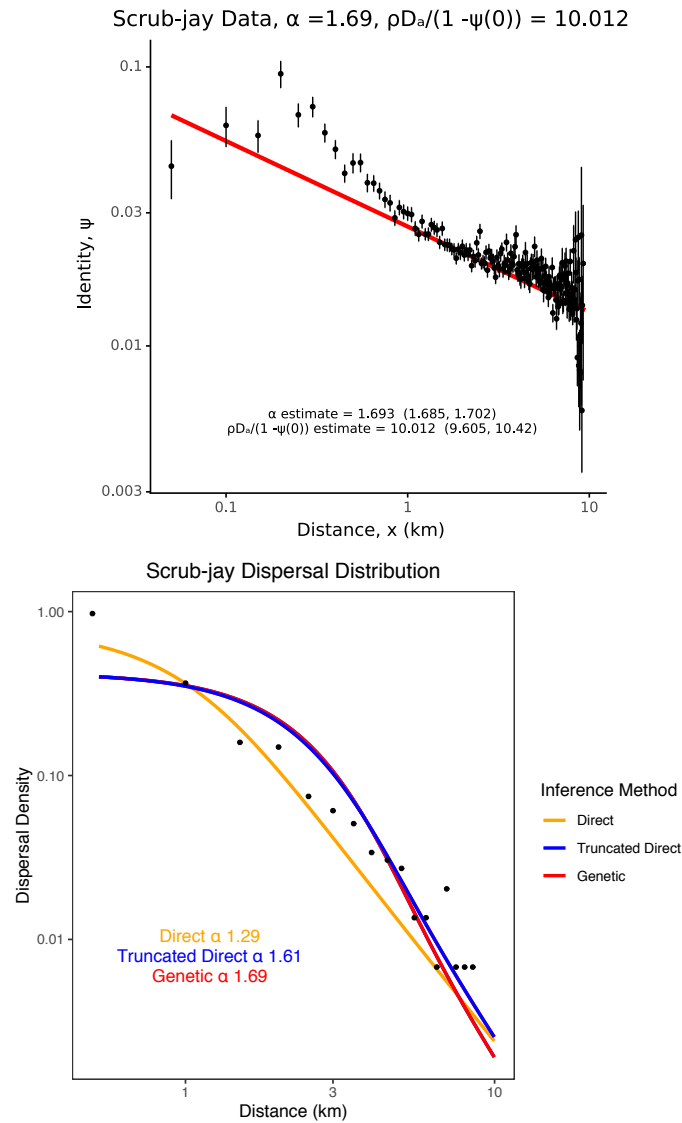 Scrub-jay Data, α =1.69, ρDₐ/(1 -ψ(0)) = 10.012
0.1
0.03
0.01
0.003
Identity, ψ
α estimate = 1.693  (1.685, 1.702)
ρDₐ/(1 -ψ(0)) estimate = 10.012  (9.605, 10.42)
0.1
1
10
Distance, x (km)
Scrub-jay Dispersal Distribution
1.00
0.10
0.01
Dispersal Density
Direct α 1.29
Truncated Direct α 1.61
Genetic α 1.69
1
3
10
Distance (km)
Inference Method
Direct
Truncated Direct
Genetic